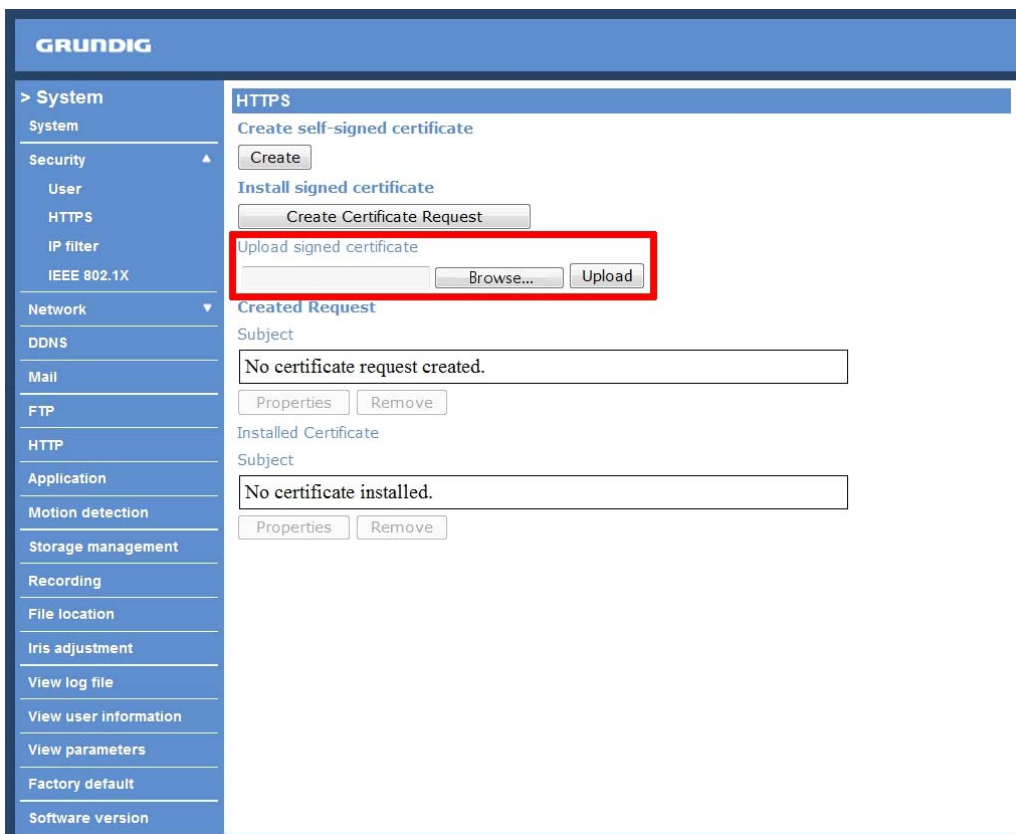 GRUNDIG
> System
System
Security
User
HTTPS
IP filter
IEEE 802.1X
Network
DDNS
Mail
FTP
HTTP
Application
Motion detection
Storage management
Recording
File location
Iris adjustment
View log file
View user information
View parameters
Factory default
Software version
HTTPS
Create self-signed certificate
Create
Install signed certificate
Create Certificate Request
Upload signed certificate
Browse... Upload
Created Request
Subject
No certificate request created.
Properties Remove
Installed Certificate
Subject
No certificate installed.
Properties Remove